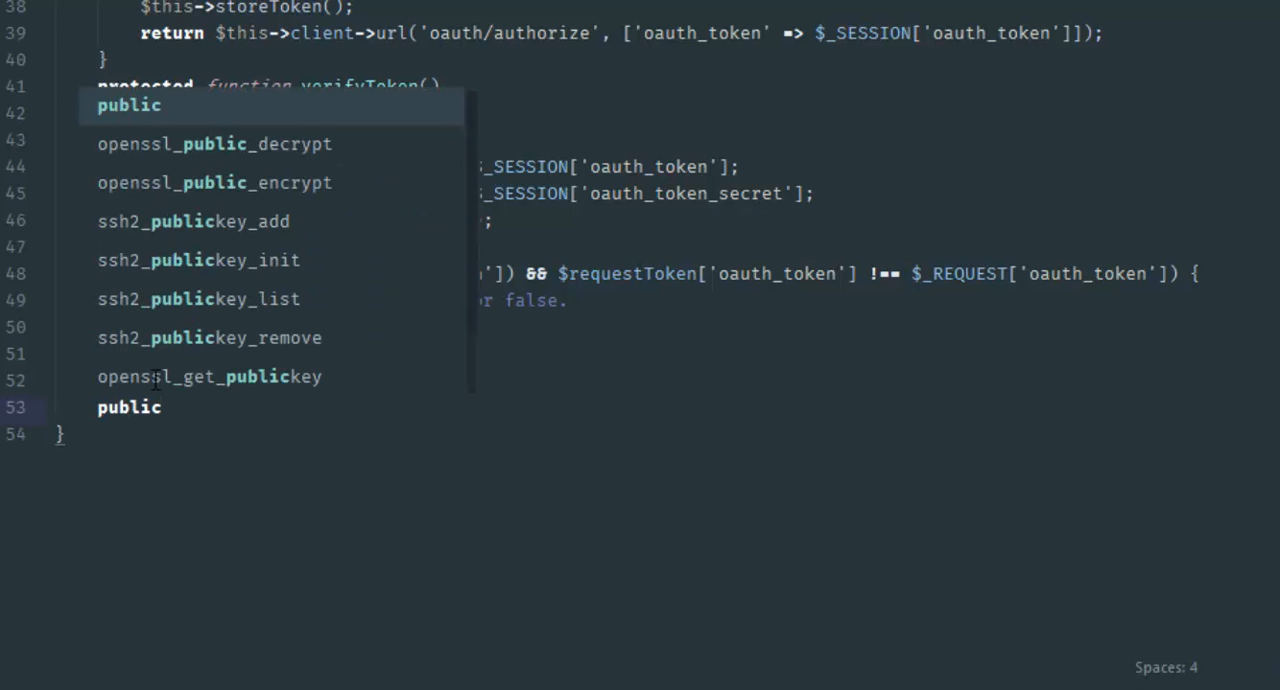 38 $this->storeToken();
39 return $this->client->url('oauth/authorize', ['oauth_token' => $_SESSION['oauth_token']]);
40 }
41 protected function verifyToken()
public
42
openssl_public_decrypt
43
44 $_SESSION['oauth_token'];
openssl_public_encrypt
45 $_SESSION['oauth_token_secret'];
ssh2_publickey_add
46 ;
47
ssh2_publickey_init
48 ']) && $requestToken['oauth_token'] !== $_REQUEST['oauth_token']) {
ssh2_publickey_list
49 false.
50
ssh2_publickey_remove
51
52
openssl_get_publickey
53 public
54 }
Spaces: 4